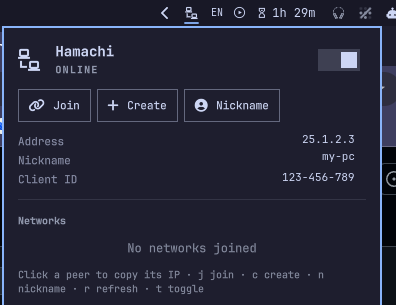 EN 1h 29m
Hamachi
ONLINE
Join Create Nickname
Address 25.1.2.3
Nickname my-pc
Client ID 123-456-789
Networks
No networks joined
Click a peer to copy its IP · j join · c create · n
nickname · r refresh · t toggle